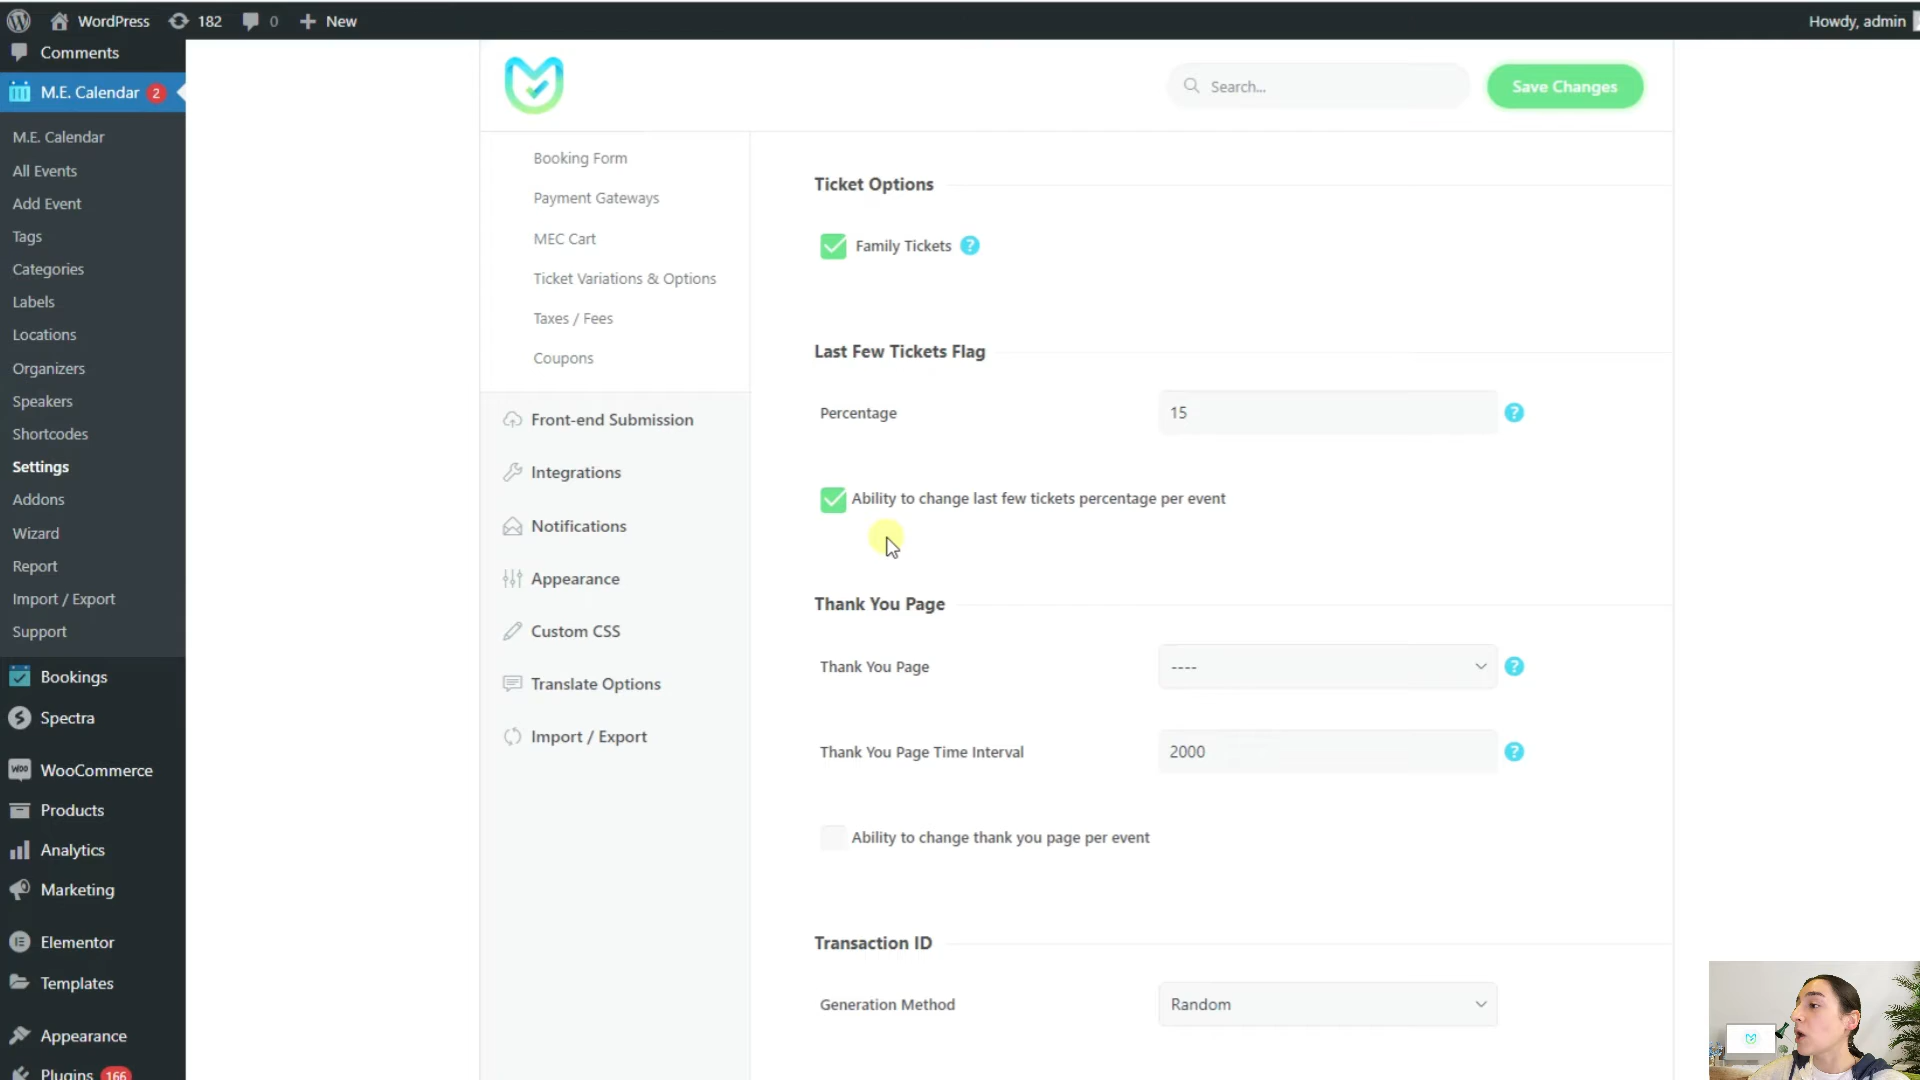 WordPress
182
0
New
Howdy, admin
Comments
M.E. Calendar 2
M.E. Calendar
All Events
Add Event
Tags
Categories
Labels
Locations
Organizers
Speakers
Shortcodes
Settings
Addons
Wizard
Report
Import / Export
Support
Bookings
Spectra
WooCommerce
Products
Analytics
Marketing
Elementor
Templates
Appearance
Plugins 166
Search...
Save Changes
Booking Form
Payment Gateways
MEC Cart
Ticket Variations & Options
Taxes / Fees
Coupons
Front-end Submission
Integrations
Notifications
Appearance
Custom CSS
Translate Options
Import / Export
Ticket Options
Family Tickets ?
Last Few Tickets Flag
Percentage
15
?
Ability to change last few tickets percentage per event
Thank You Page
Thank You Page
----
?
Thank You Page Time Interval
2000
?
Ability to change thank you page per event
Transaction ID
Generation Method
Random